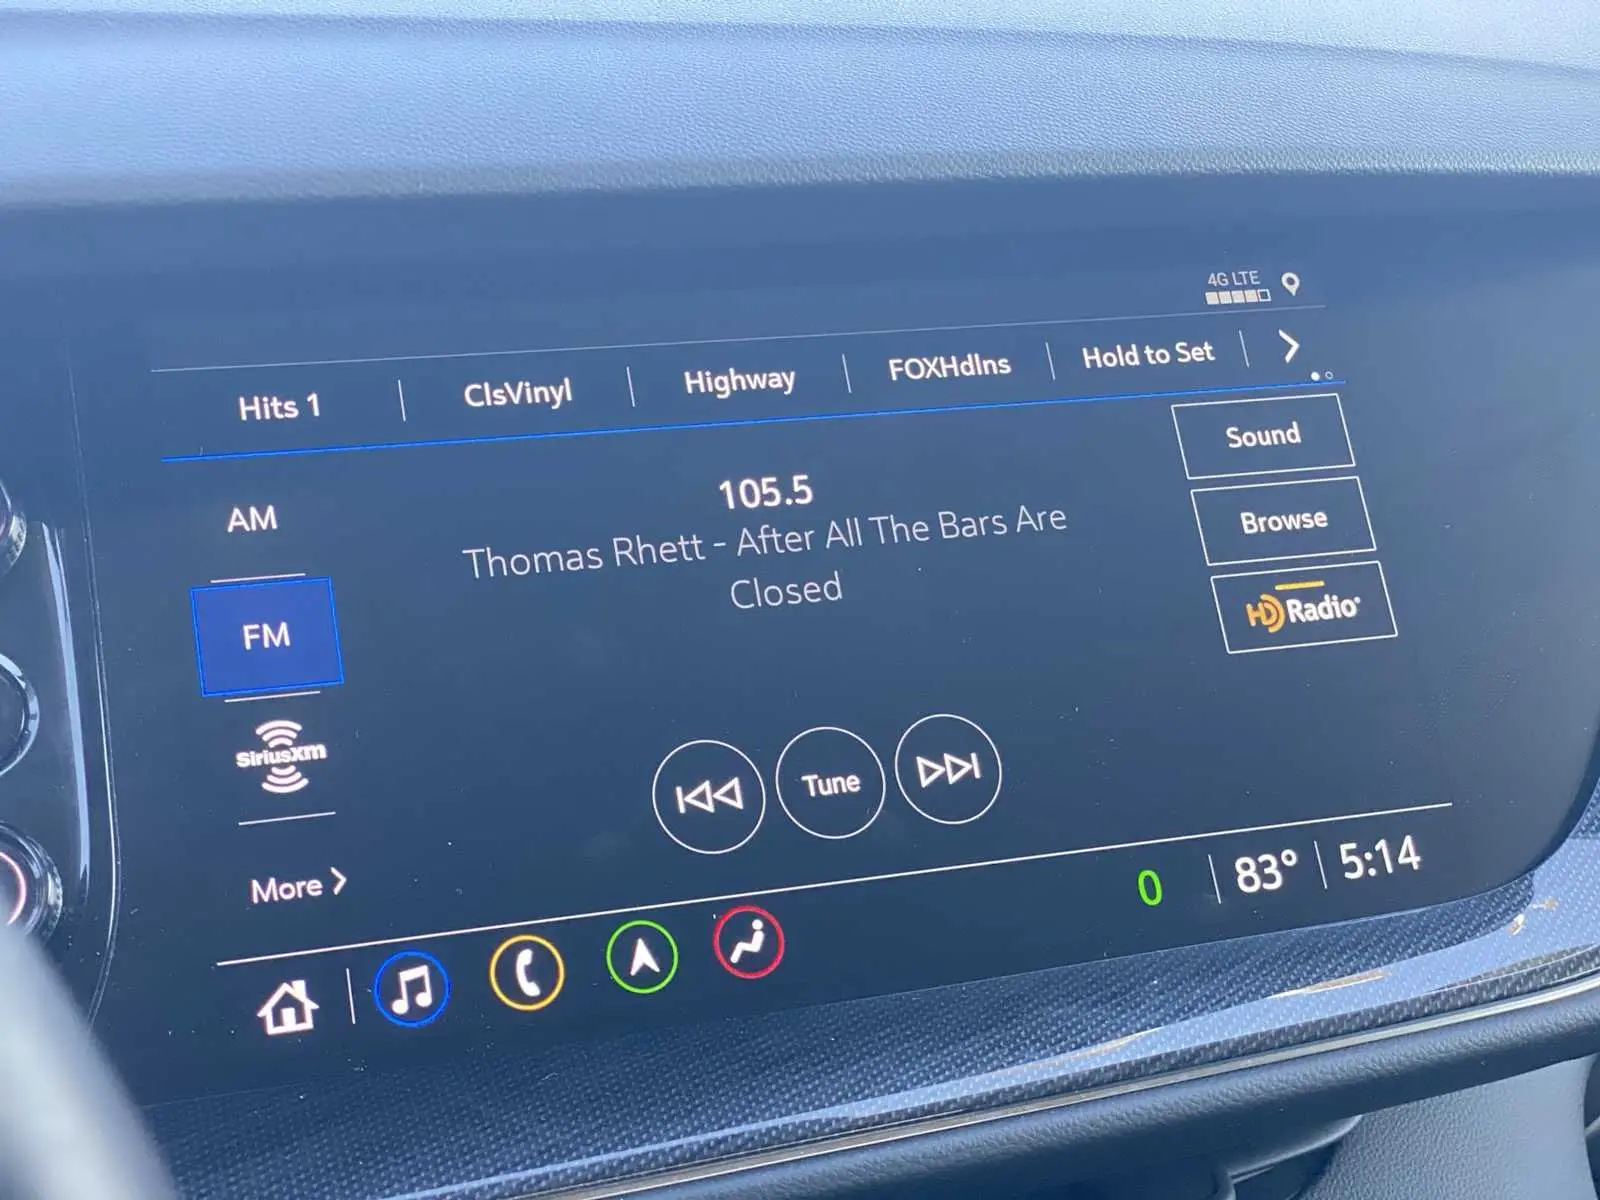 4G LTE
Hits 1
ClsVinyl
Highway
FOXHdlns
Hold to Set
Sound
105.5
AM
Thomas Rhett - After All The Bars Are
Closed
Browse
FM
HD Radio®
SiriusXM
Tune
More
0
83°
5:14